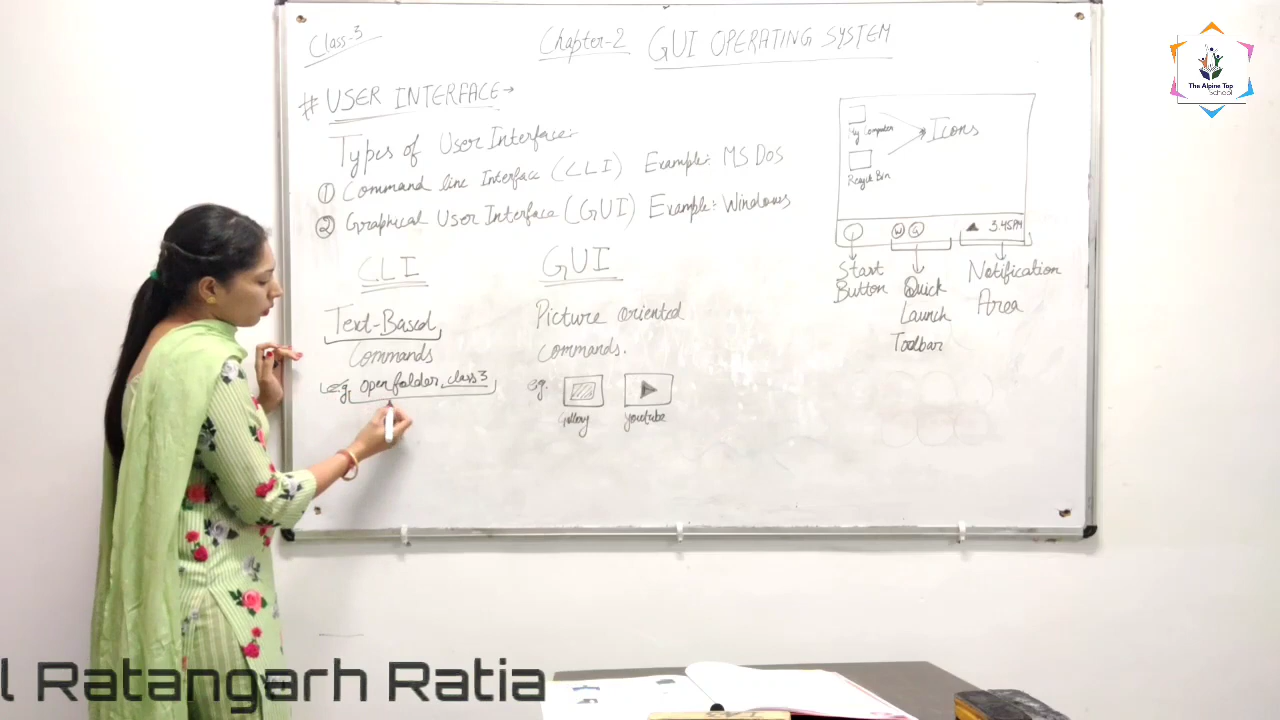 Class-3
Chapter-2 GUI OPERATING SYSTEM
# USER INTERFACE→
Types of User Interface:-
① Command line Interface (CLI) Example: MS Dos
② Graphical User Interface (GUI) Example: Windows
CLI
Text-Based
Commands
eg. open folder, class 3
GUI
Picture oriented
commands.
eg.
Gallery
Youtube
My Computer
Recycle Bin
Icons
W G
3:45PM
Start
Button
Quick
Launch
Toolbar
Notification
Area
The Alpine Top
School
l Ratangarh Ratia